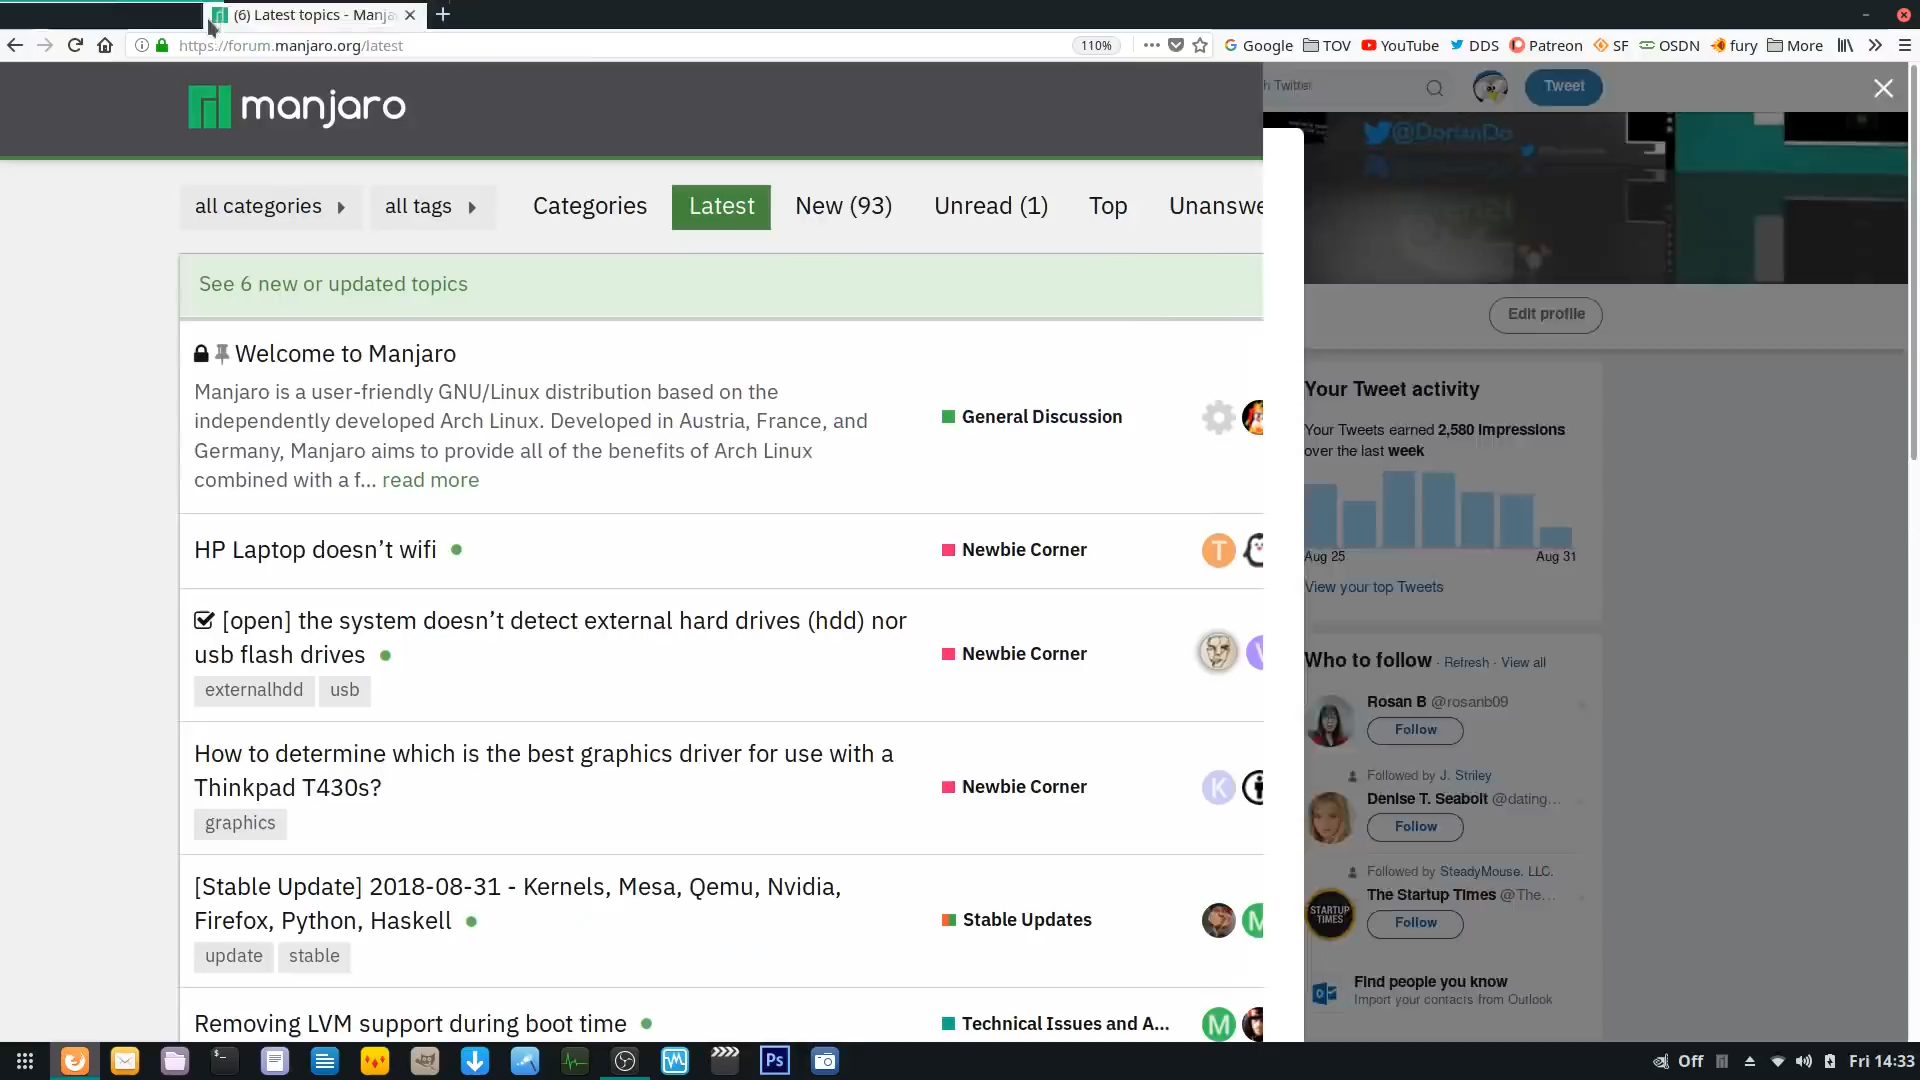 (6) Latest topics - Manja
https://forum.manjaro.org/latest
110%
Google
TOV
YouTube
DDS
Patreon
SF
OSDN
fury
More
manjaro
h Twitter
Tweet
@DorianDo
all categories
all tags
Categories
Latest
New (93)
Unread (1)
Top
Unanswe
See 6 new or updated topics
Edit profile
Welcome to Manjaro
Manjaro is a user-friendly GNU/Linux distribution based on the
independently developed Arch Linux. Developed in Austria, France, and
Germany, Manjaro aims to provide all of the benefits of Arch Linux
combined with a f... read more
General Discussion
HP Laptop doesn’t wifi
Newbie Corner
T
[open] the system doesn’t detect external hard drives (hdd) nor
usb flash drives
Newbie Corner
externalhdd
usb
How to determine which is the best graphics driver for use with a
Thinkpad T430s?
Newbie Corner
K
graphics
[Stable Update] 2018-08-31 - Kernels, Mesa, Qemu, Nvidia,
Firefox, Python, Haskell
Stable Updates
M
update
stable
Removing LVM support during boot time
Technical Issues and A...
M
Your Tweet activity
Your Tweets earned 2,580 impressions
over the last week
Aug 25
Aug 31
View your top Tweets
Who to follow · Refresh · View all
Rosan B @rosanb09
Follow
Followed by J. Striley
Denise T. Seabolt @dating...
Follow
Followed by SteadyMouse, LLC.
The Startup Times @The...
STARTUP
TIMES
Follow
Find people you know
Import your contacts from Outlook
Ps
Off
Fri 14:33